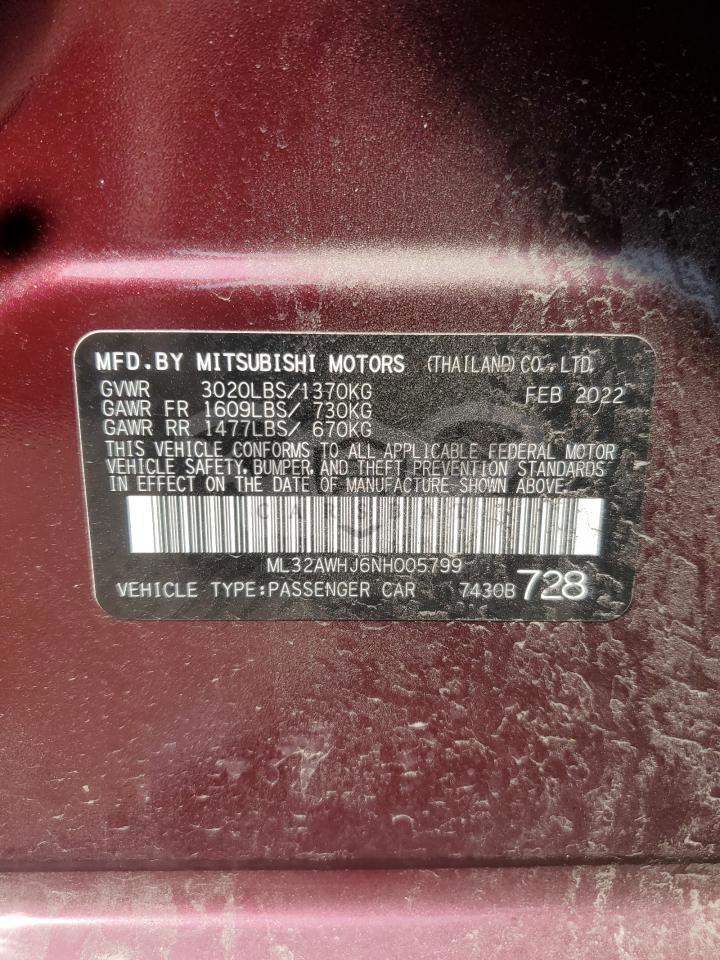 MFD.BY MITSUBISHI MOTORS (THAILAND) CO.,LTD.
GVWR 3020LBS/1370KG FEB 2022
GAWR FR 1609LBS/ 730KG
GAWR RR 1477LBS/ 670KG
THIS VEHICLE CONFORMS TO ALL APPLICABLE FEDERAL MOTOR
VEHICLE SAFETY, BUMPER, AND THEFT PREVENTION STANDARDS
IN EFFECT ON THE DATE OF MANUFACTURE SHOWN ABOVE.
ML32AWHJ6NH005799
VEHICLE TYPE:PASSENGER CAR 7430B 728